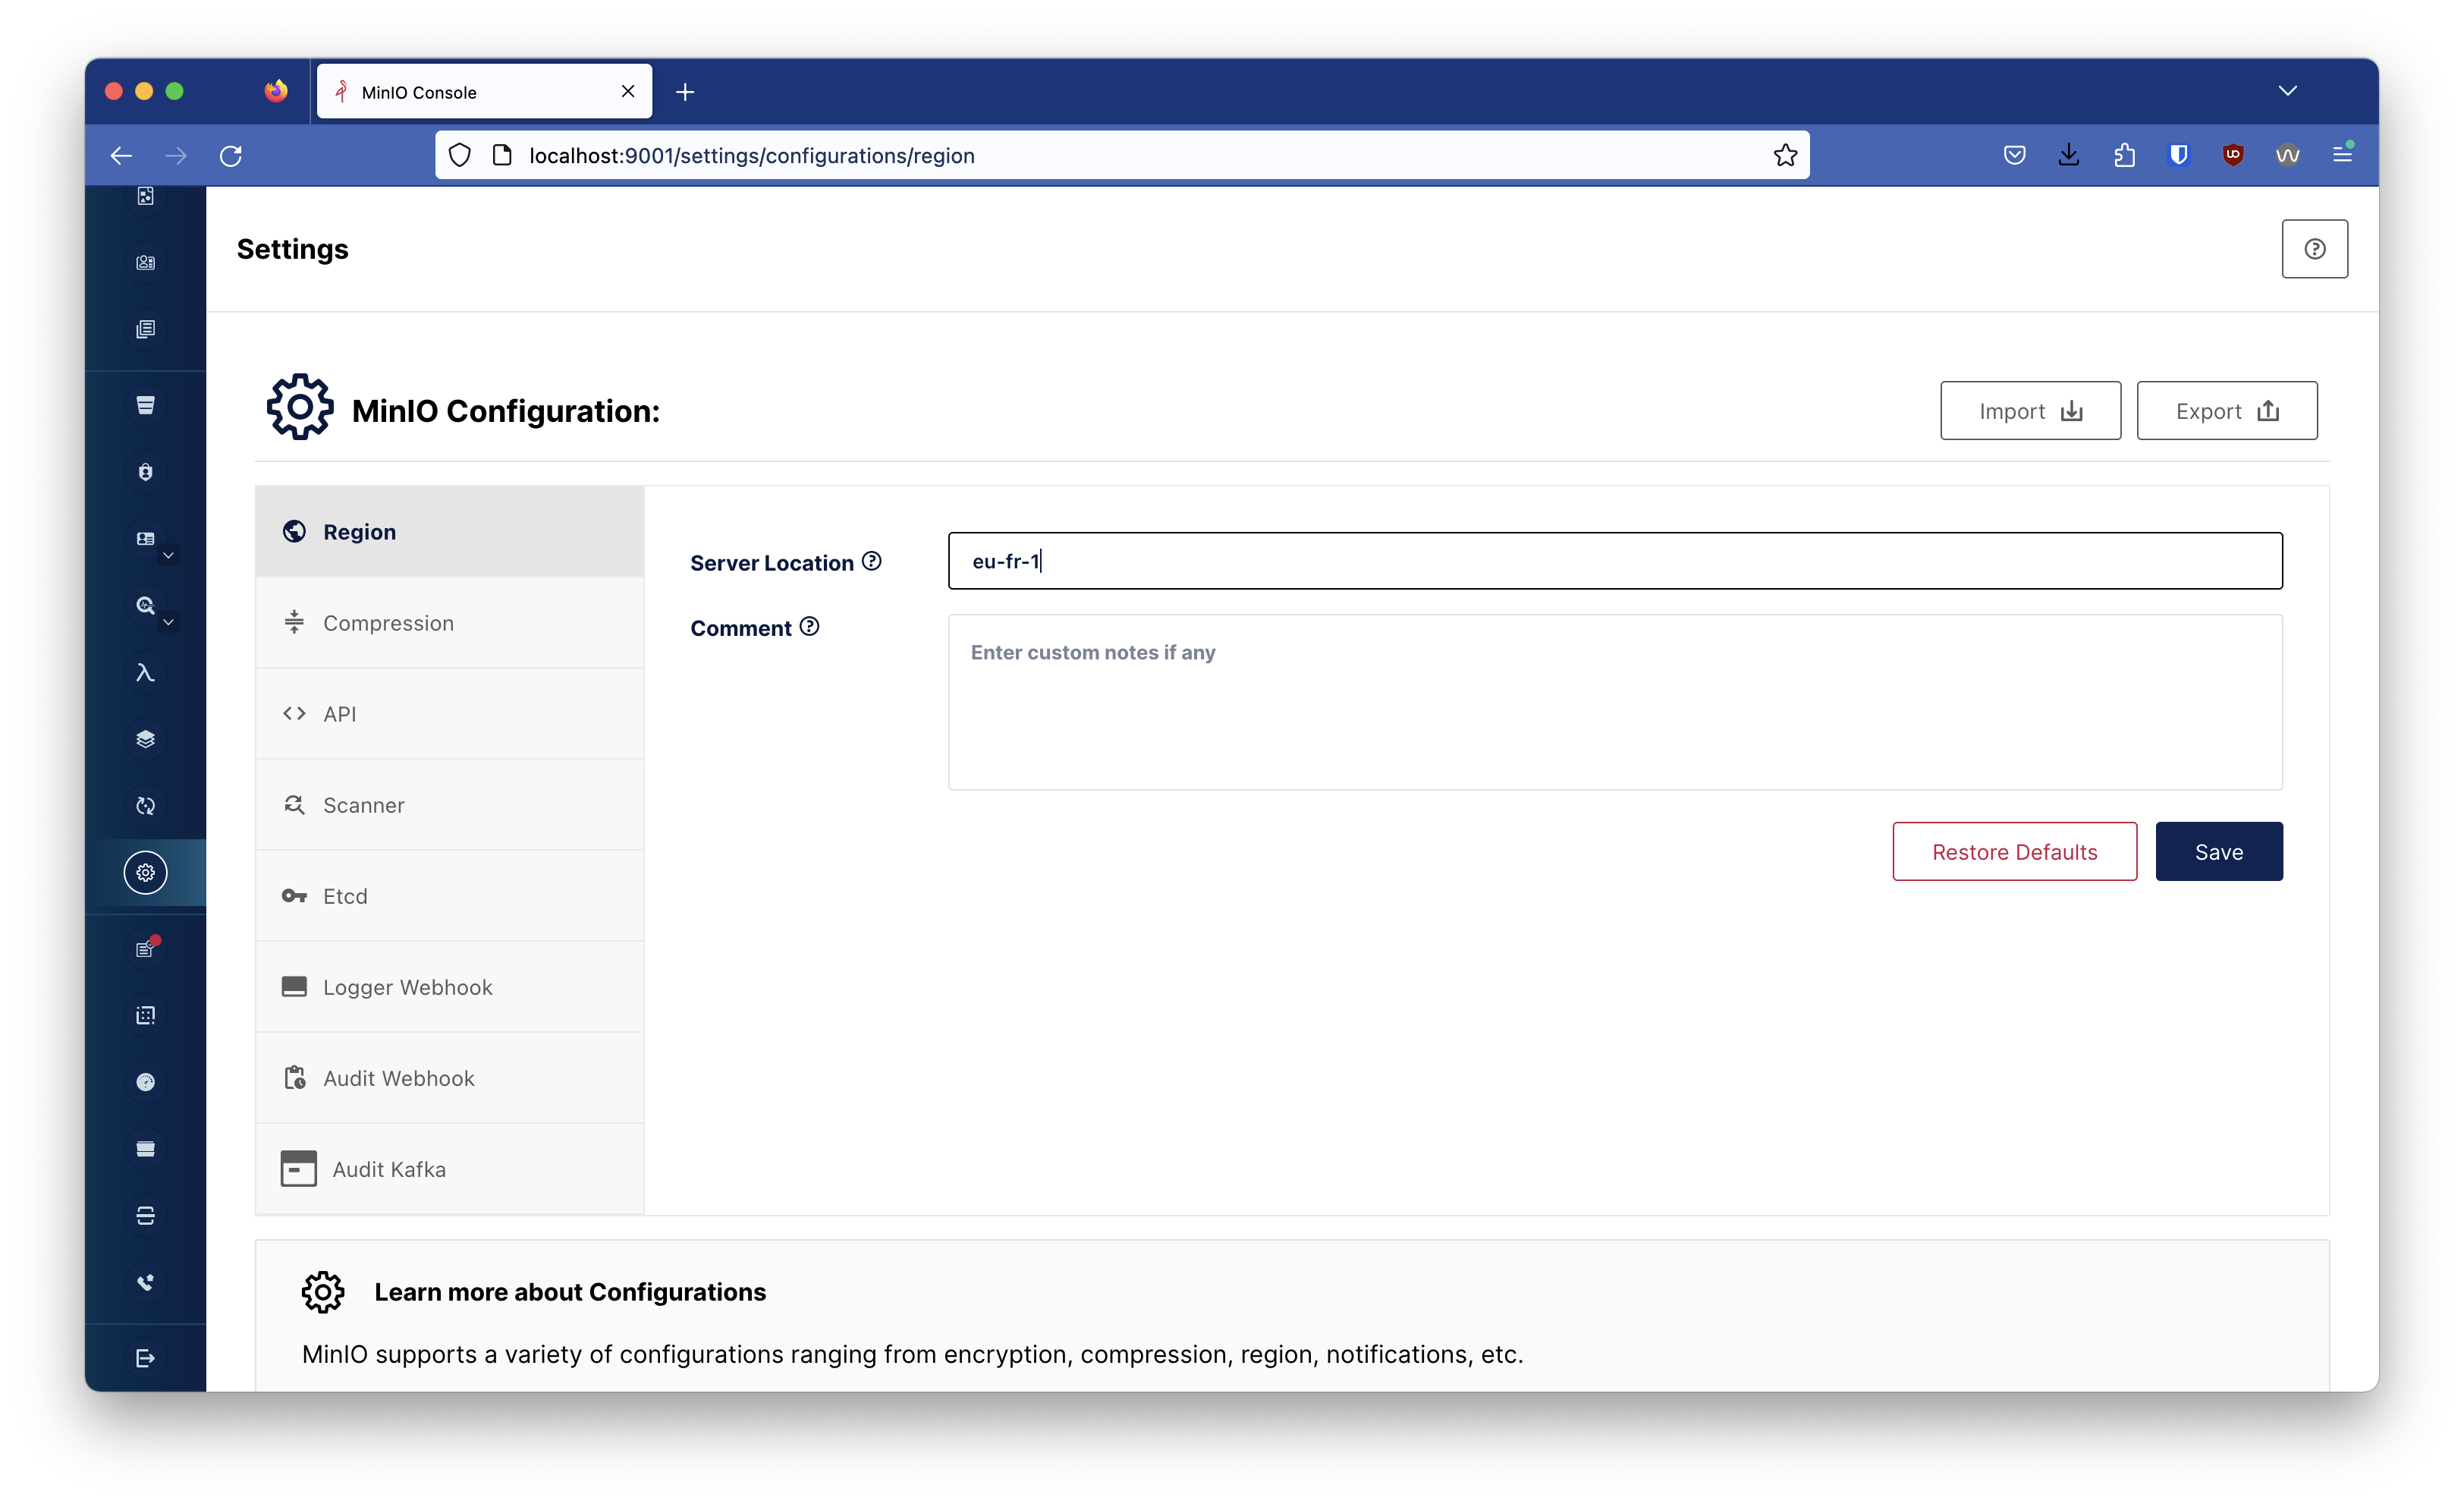 MinIO Console
localhost:9001/settings/configurations/region
Settings
MinIO Configuration:
Import
Export
Region
Compression
API
Scanner
Etcd
Logger Webhook
Audit Webhook
Audit Kafka
Server Location
eu-fr-1
Comment
Enter custom notes if any
Restore Defaults
Save
Learn more about Configurations
MinIO supports a variety of configurations ranging from encryption, compression, region, notifications, etc.